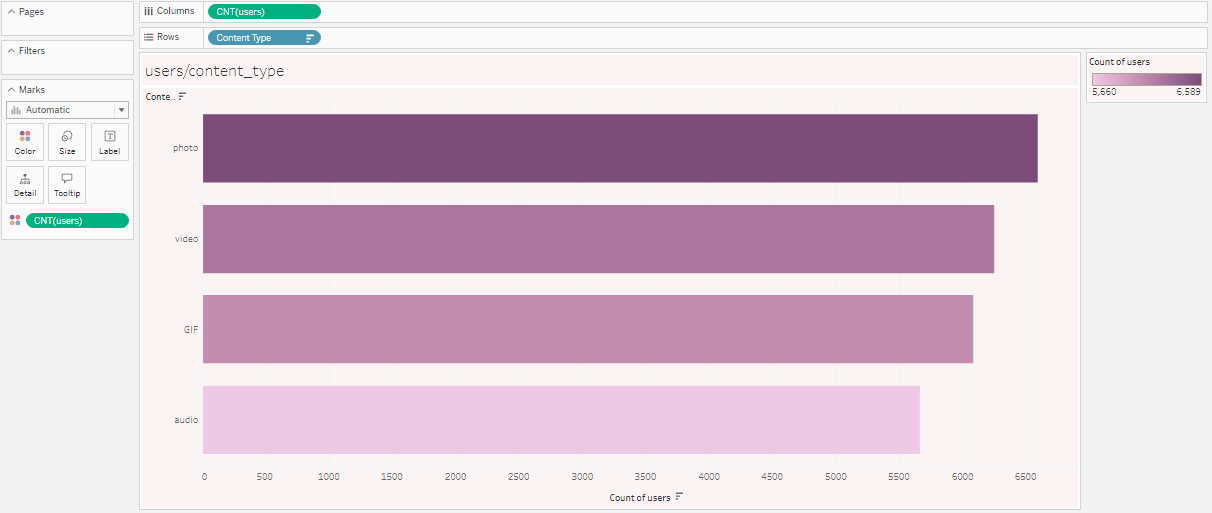 Pages
Columns
CNT(users)
Rows
Content Type
Filters
Marks
Automatic
Color
Size
Label
Detail
Tooltip
CNT(users)
users/content_type
Conte..
photo
video
GIF
audio
0 500 1000 1500 2000 2500 3000 3500 4000 4500 5000 5500 6000 6500
Count of users
Count of users
5,660 6,589